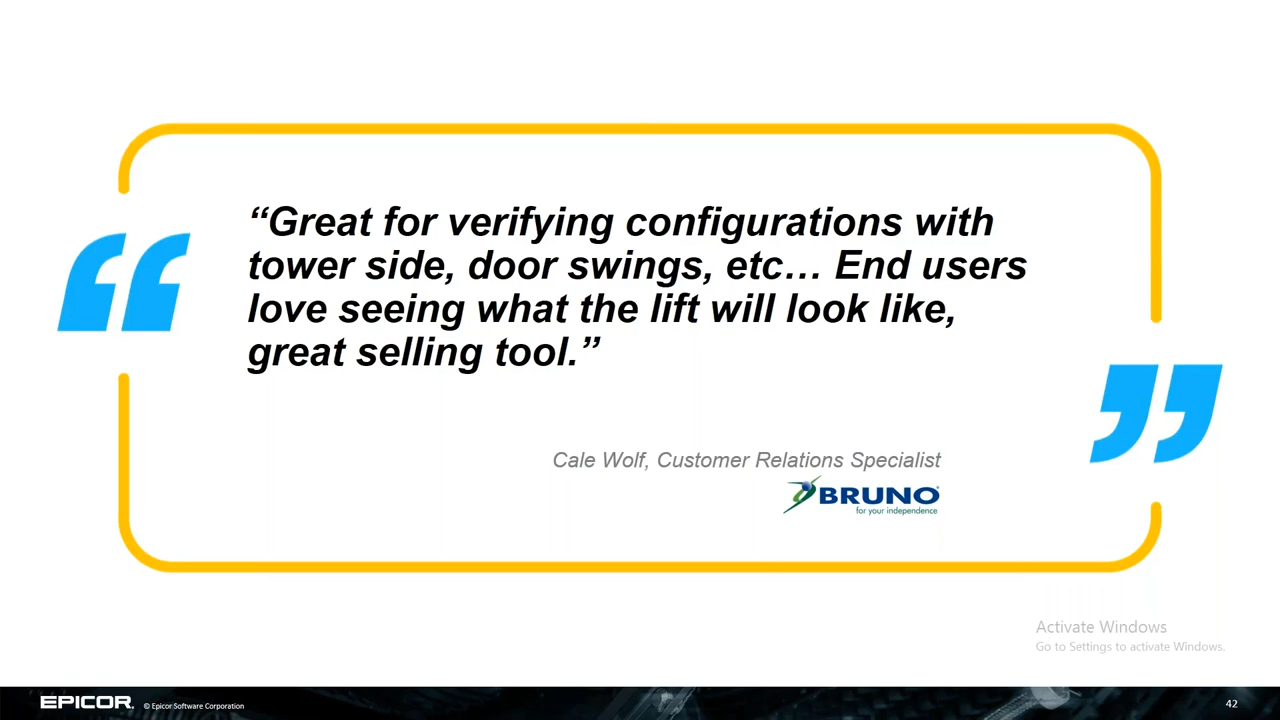 “Great for verifying configurations with
tower side, door swings, etc… End users
love seeing what the lift will look like,
great selling tool.”
Cale Wolf, Customer Relations Specialist
BRUNO®
for your independence
Activate Windows
Go to Settings to activate Windows.
EPICOR® © Epicor Software Corporation 42